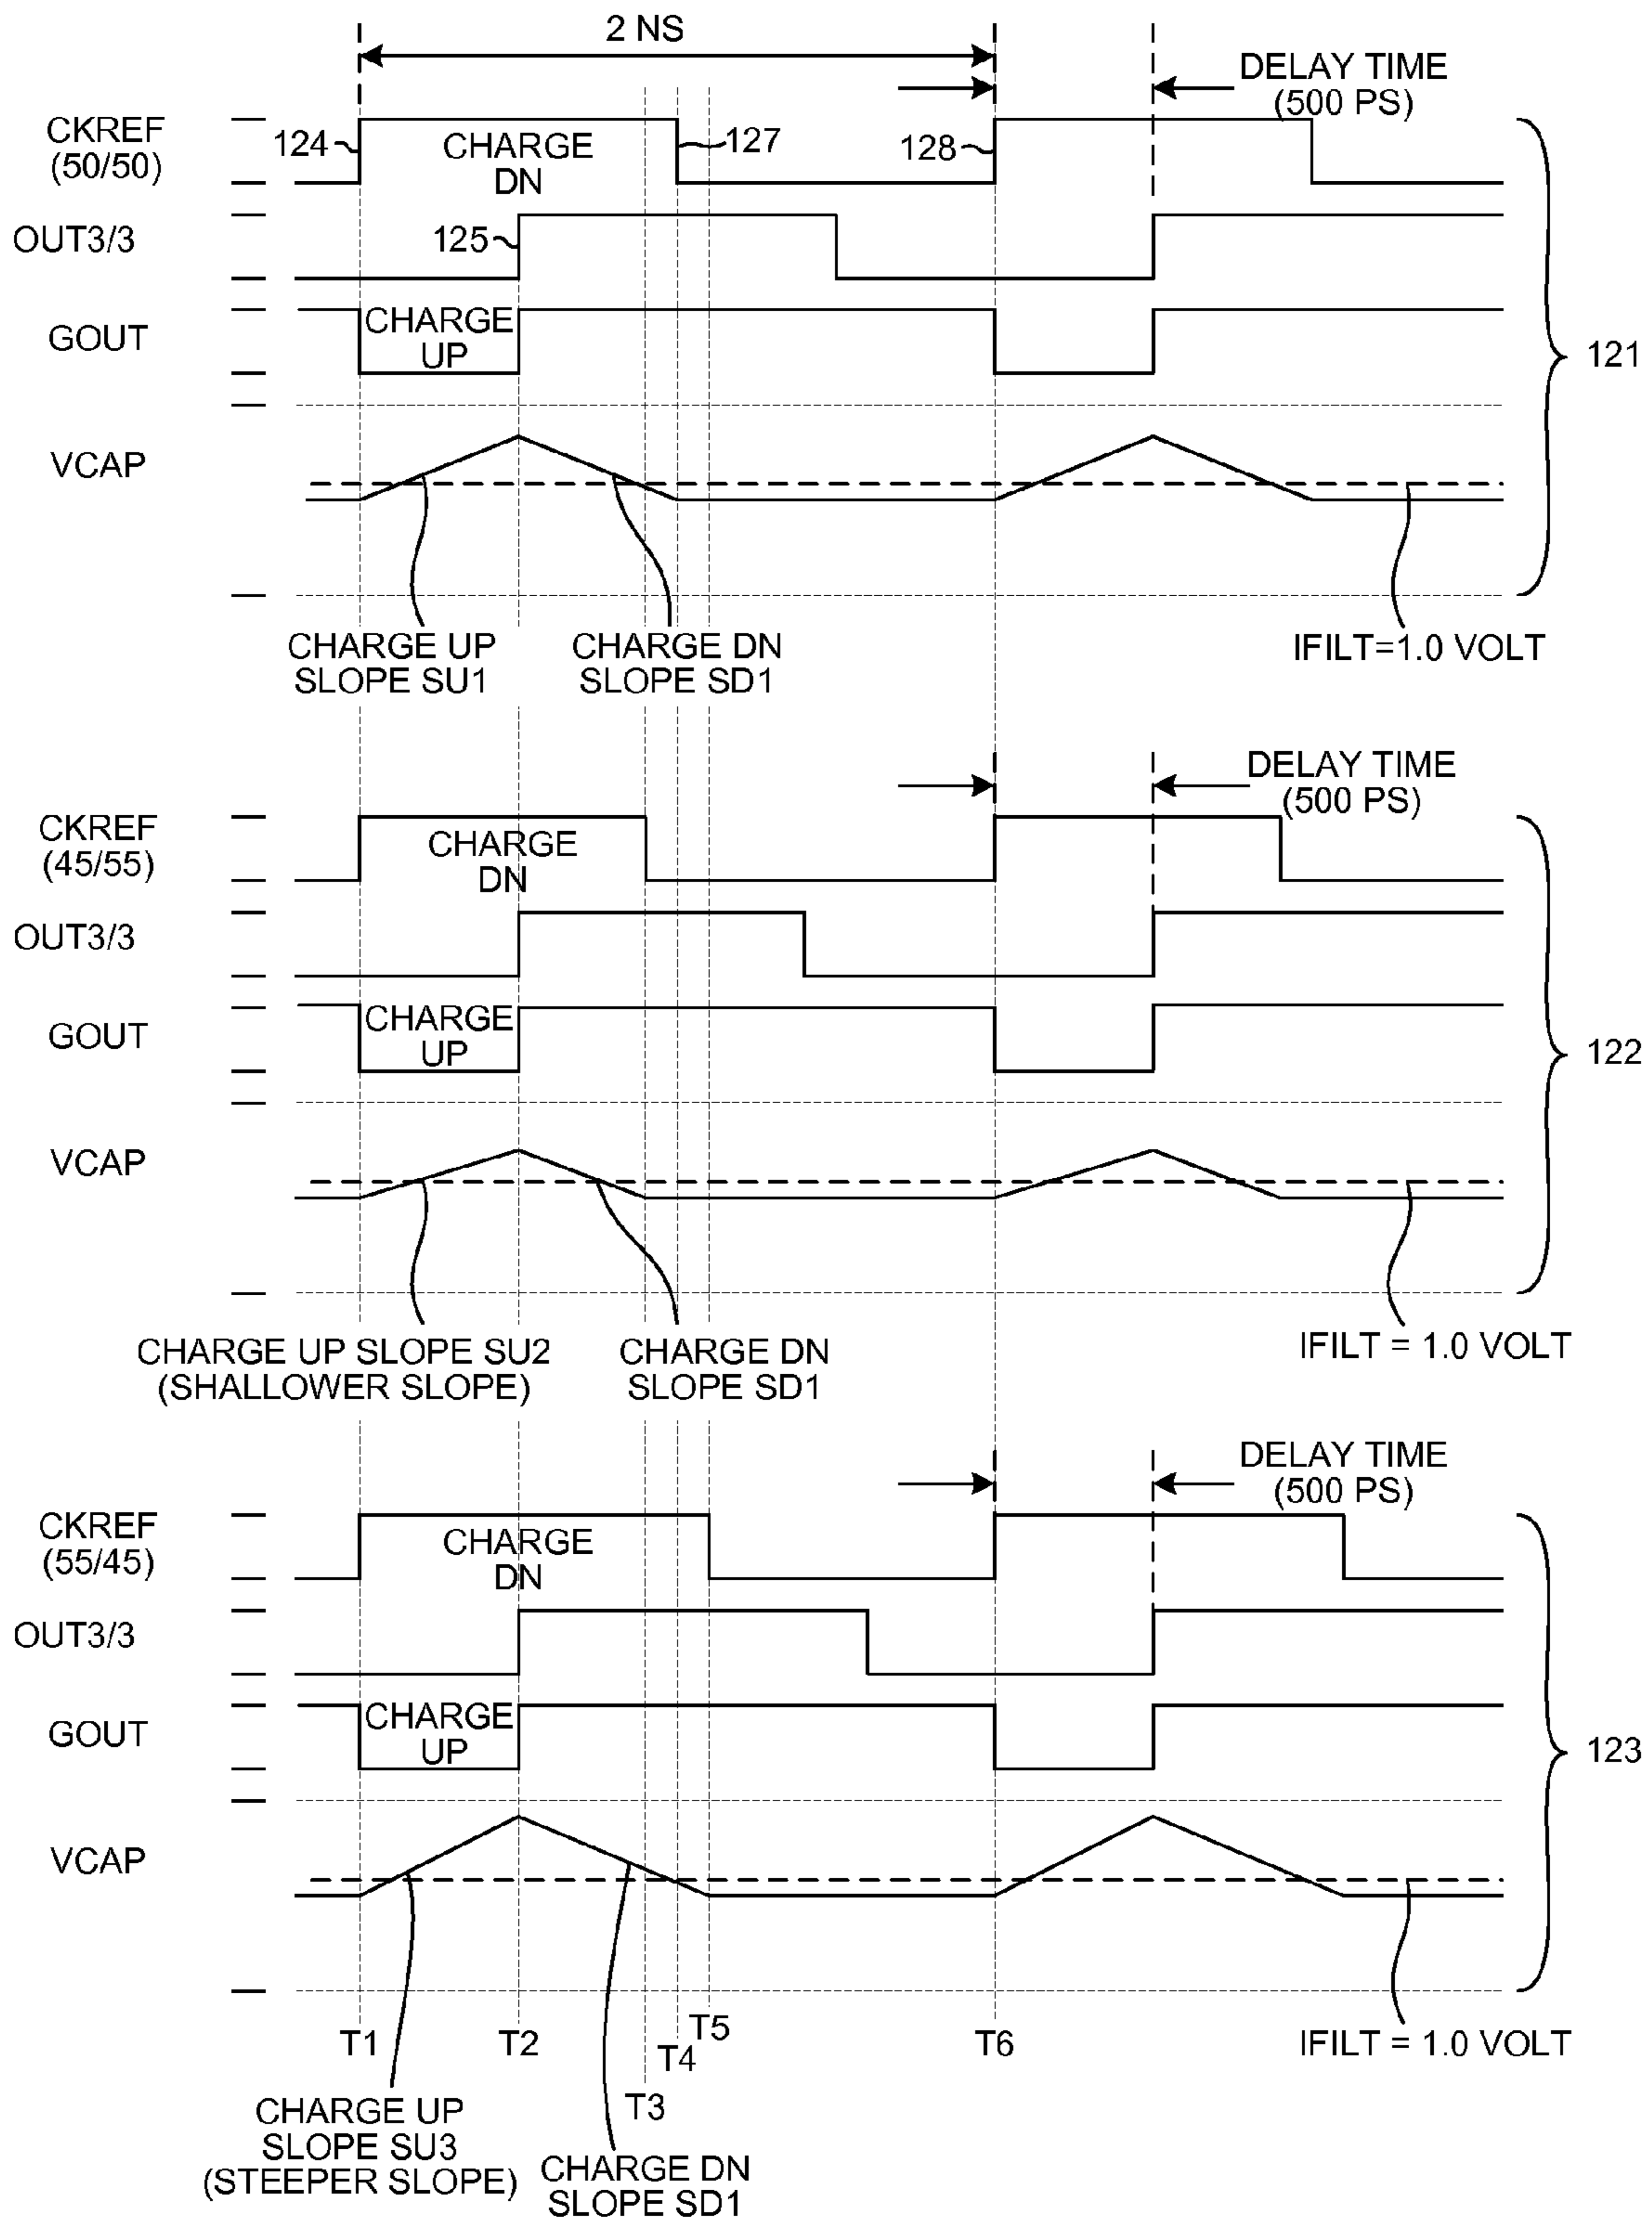 2 NS
DELAY TIME
(500 PS)
CKREF
(50/50)
124
CHARGE
DN
127
128
OUT3/3
125
GOUT
CHARGE
UP
121
VCAP
CHARGE UP
SLOPE SU1
CHARGE DN
SLOPE SD1
IFILT=1.0 VOLT
DELAY TIME
(500 PS)
CKREF
(45/55)
CHARGE
DN
OUT3/3
GOUT
CHARGE
UP
122
VCAP
CHARGE UP SLOPE SU2
(SHALLOWER SLOPE)
CHARGE DN
SLOPE SD1
IFILT = 1.0 VOLT
DELAY TIME
(500 PS)
CKREF
(55/45)
CHARGE
DN
OUT3/3
GOUT
CHARGE
UP
123
VCAP
T1
T2
T3
T4
T5
T6
IFILT = 1.0 VOLT
CHARGE UP
SLOPE SU3
(STEEPER SLOPE)
CHARGE DN
SLOPE SD1